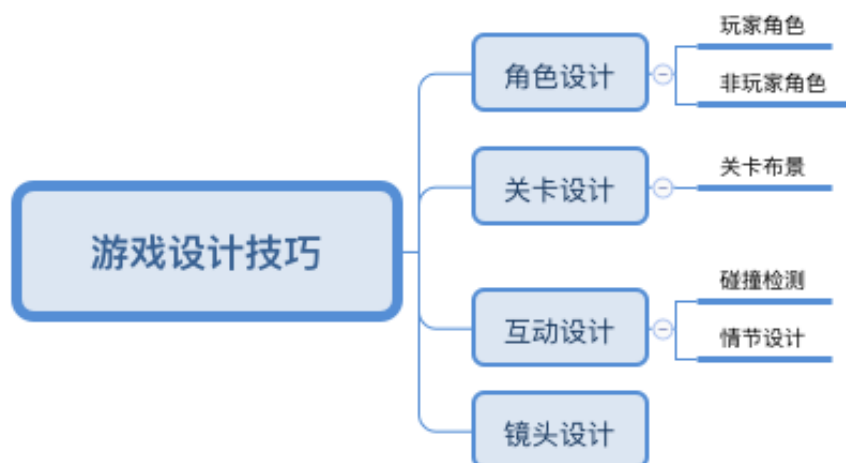 游戏设计技巧
角色设计
玩家角色
非玩家角色
关卡设计
关卡布景
互动设计
碰撞检测
情节设计
镜头设计